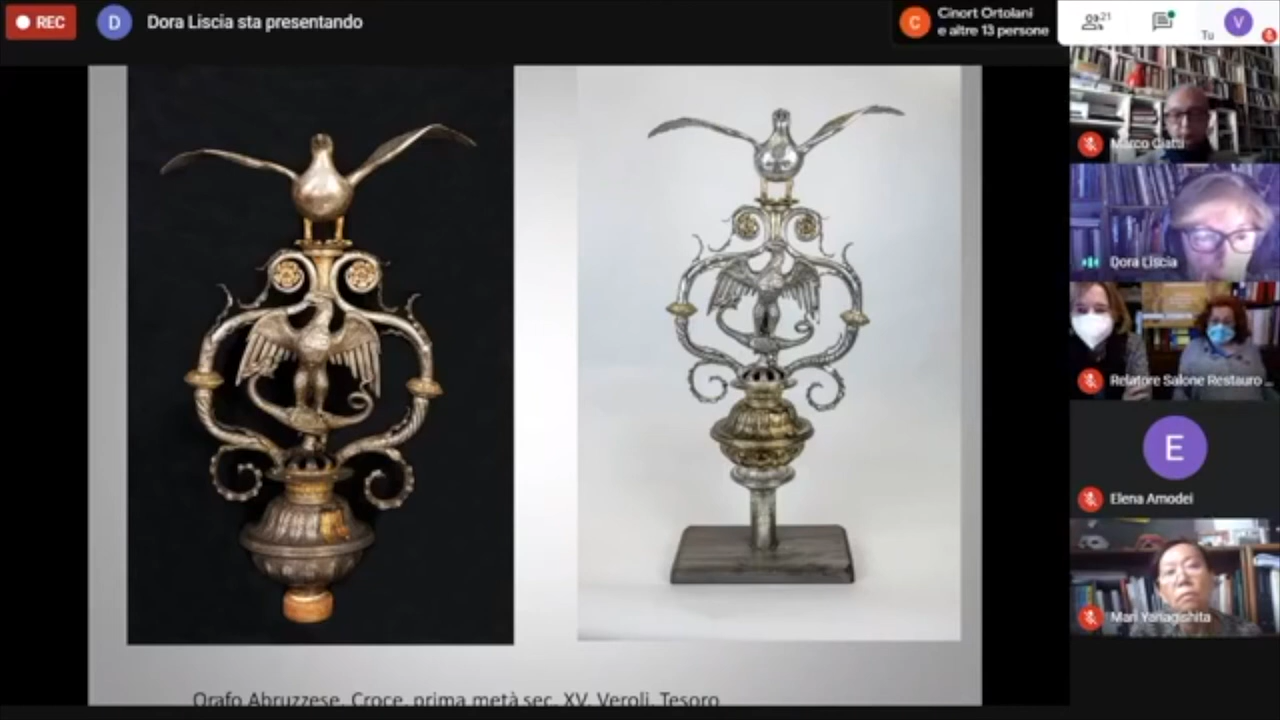 REC
D
Dora Liscia sta presentando
C
Cinort Ortolani
e altre 13 persone
21
Tu
V
Marco Ciatti
Dora Liscia
Relatore Salone Restauro ...
E
Elena Amodei
Mari Yanagishita
Orafo Abruzzese, Croce, prima metà sec. XV, Veroli, Tesoro